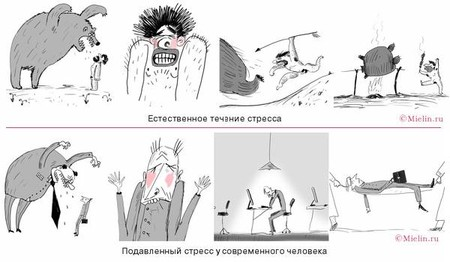 Естественное течение стресса
©Mielin.ru
©Mielin.ru
Подавленный стресс у современного человека